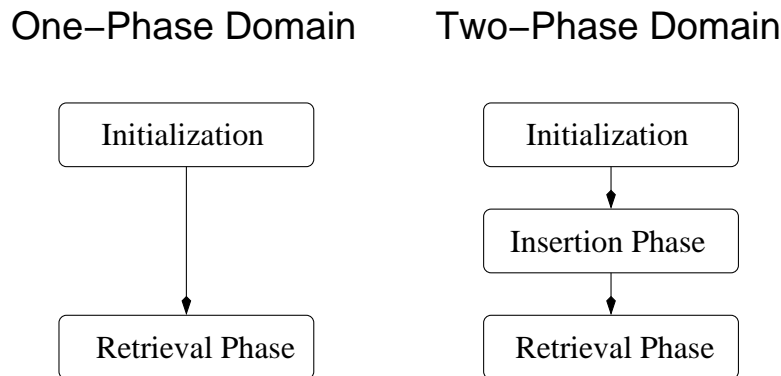 One−Phase Domain
Two−Phase Domain
Initialization
Retrieval Phase
Initialization
Insertion Phase
Retrieval Phase